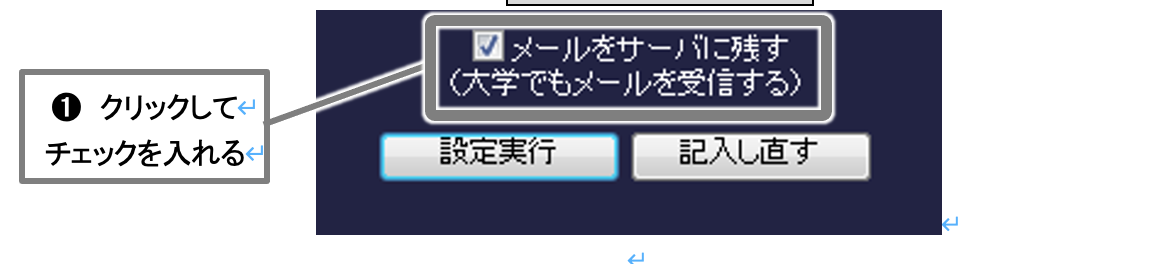 メールをサーバに残す
（大学でもメールを受信する）
❶ クリックして
チェックを入れる
設定実行 記入し直す